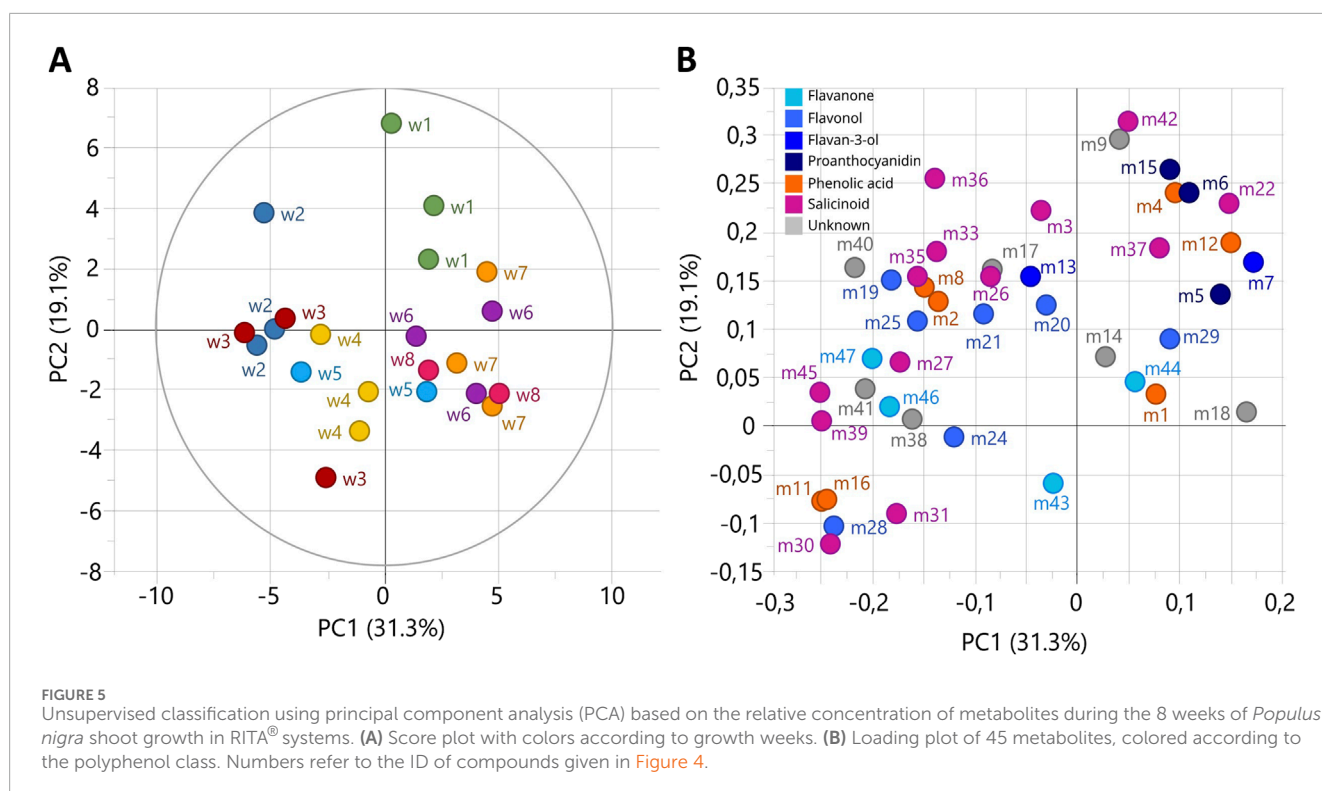 A
8
6
4
2
0
-2
-4
-6
-8
PC2 (19.1%)
-10
-5
0
5
10
PC1 (31.3%)
w1
w1
w2
w1
w7
w6
w2
w3
w6
w3
w4
w2
w8
w7
w5
w5
w8
w4
w6
w7
w4
w3
B
0,35
0,3
0,25
0,2
0,15
0,1
0,05
0
-0,05
-0,1
-0,15
PC2 (19.1%)
-0,3
-0,2
-0,1
0
0,1
0,2
PC1 (31.3%)
Flavanone
Flavonol
Flavan-3-ol
Proanthocyanidin
Phenolic acid
Salicinoid
Unknown
m42
m9
m15
m36
m6
m22
m4
m3
m33
m40
m35
m17
m37
m12
m13
m8
m19
m26
m7
m5
m2
m20
m25
m21
m14
m29
m47
m27
m44
m45
m46
m41
m1
m18
m39
m38
m24
m16
m11
m43
m31
m28
m30
FIGURE 5
Unsupervised classification using principal component analysis (PCA) based on the relative concentration of metabolites during the 8 weeks of Populus
nigra shoot growth in RITA® systems. (A) Score plot with colors according to growth weeks. (B) Loading plot of 45 metabolites, colored according to
the polyphenol class. Numbers refer to the ID of compounds given in Figure 4.